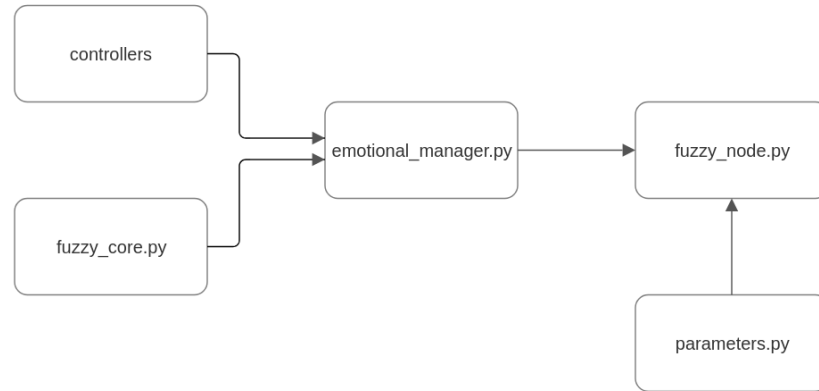 controllers
emotional_manager.py
fuzzy_node.py
fuzzy_core.py
parameters.py